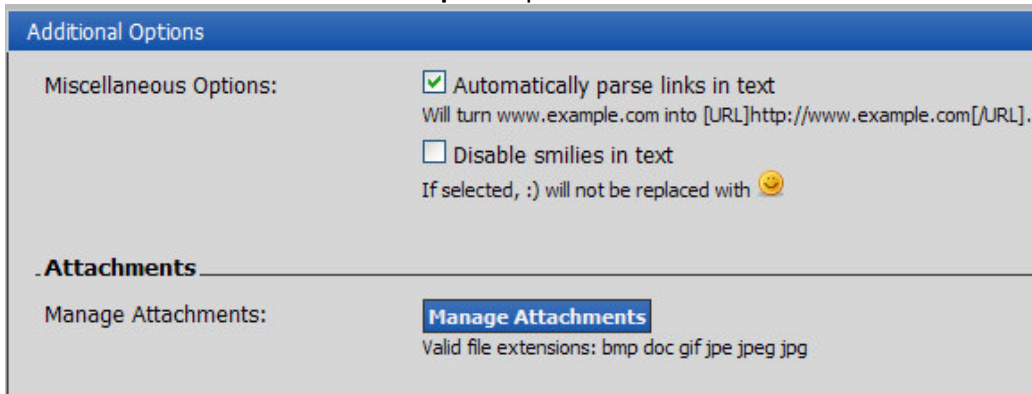 Additional Options
Miscellaneous Options:
Automatically parse links in text
Will turn www.example.com into [URL]http://www.example.com[/URL].
Disable smilies in text
If selected, :) will not be replaced with
Attachments
Manage Attachments:
Manage Attachments
Valid file extensions: bmp doc gif jpe jpeg jpg